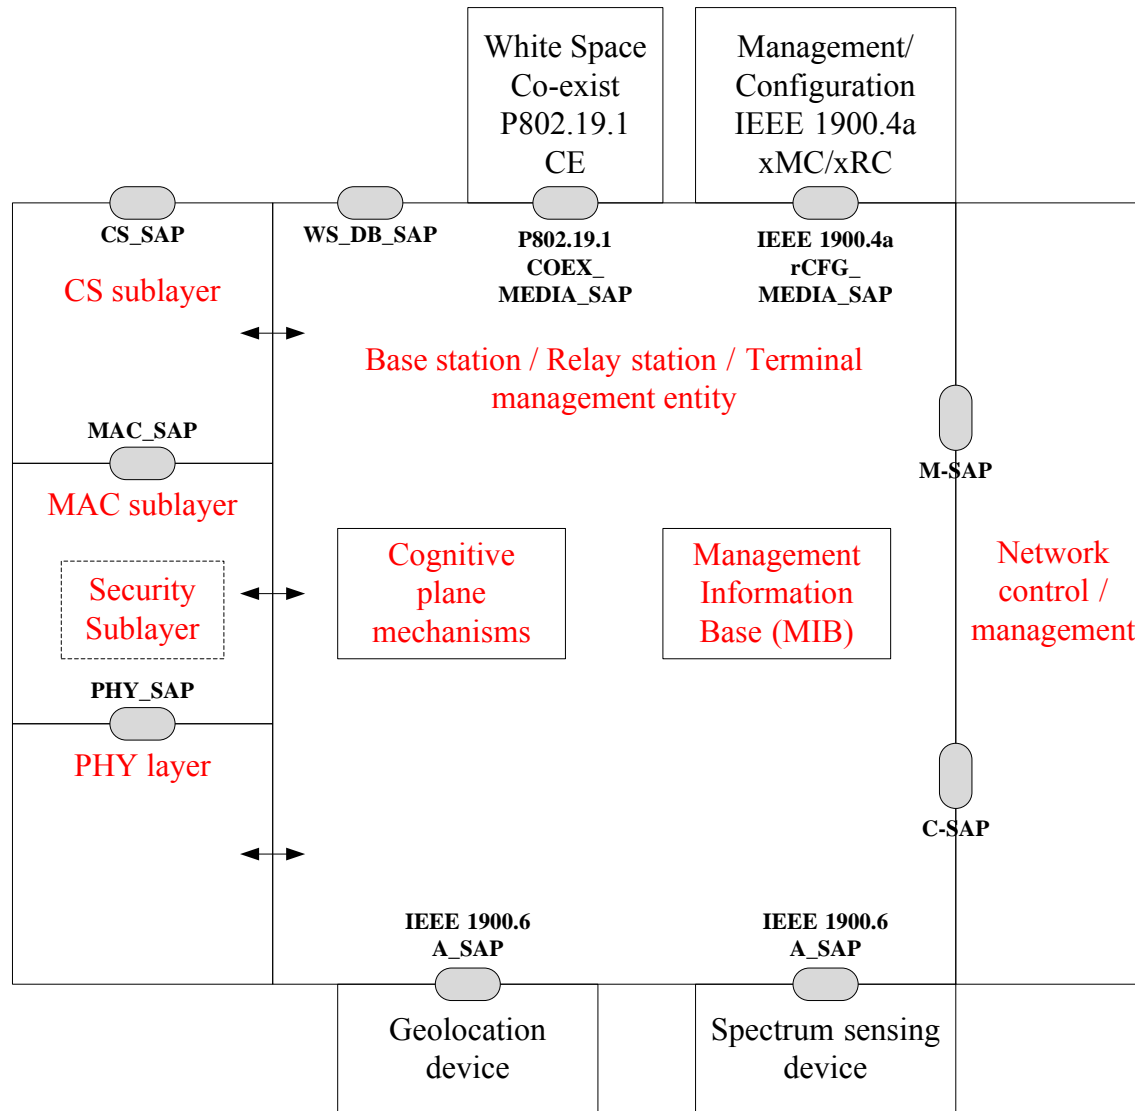 White Space
Co-exist
P802.19.1
CE
Management/
Configuration
IEEE 1900.4a
xMC/xRC
CS_SAP
WS_DB_SAP
P802.19.1
COEX_
MEDIA_SAP
IEEE 1900.4a
rCFG_
MEDIA_SAP
CS sublayer
Base station / Relay station / Terminal
management entity
MAC_SAP
M-SAP
MAC sublayer
Security
Sublayer
Cognitive
plane
mechanisms
Management
Information
Base (MIB)
Network
control /
management
PHY_SAP
PHY layer
C-SAP
IEEE 1900.6
A_SAP
IEEE 1900.6
A_SAP
Geolocation
device
Spectrum sensing
device